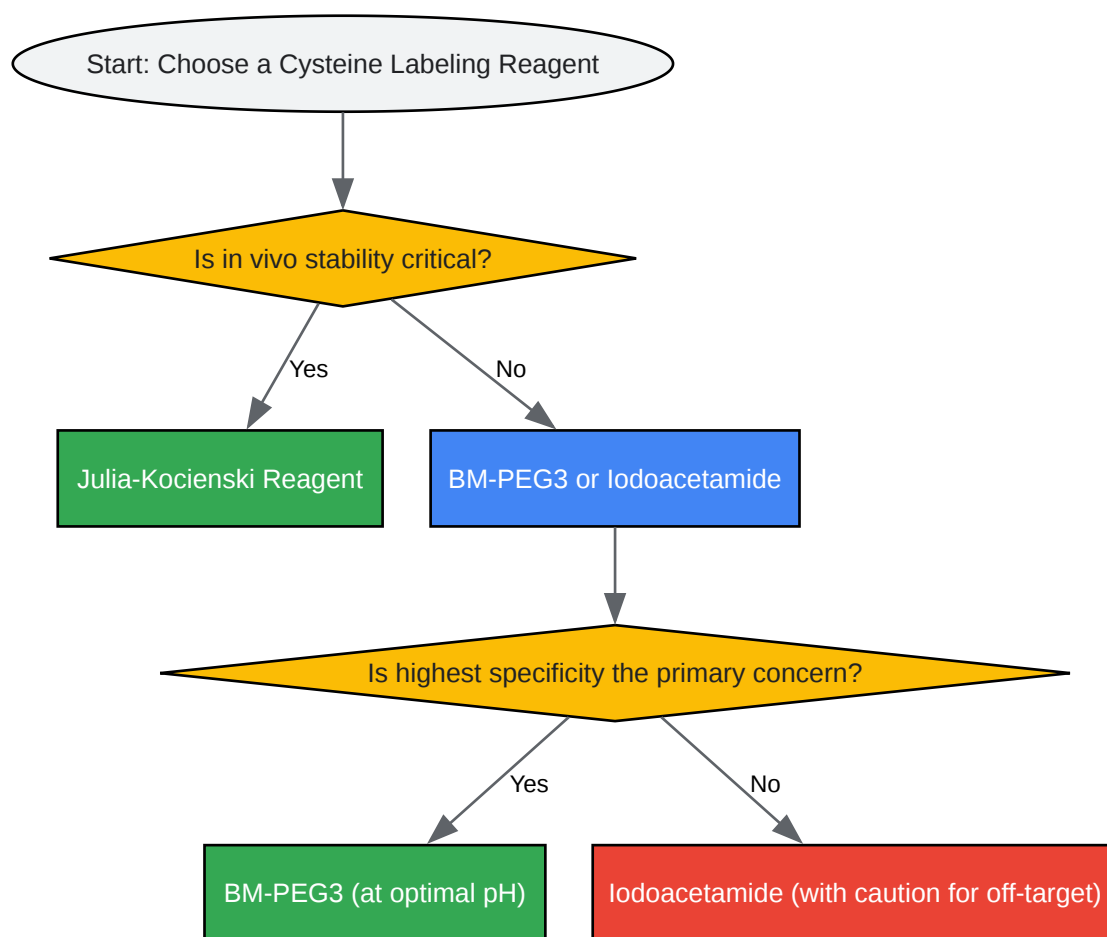 Start: Choose a Cysteine Labeling Reagent
Is in vivo stability critical?
Yes
No
Julia-Kocienski Reagent
BM-PEG3 or Iodoacetamide
Is highest specificity the primary concern?
Yes
No
BM-PEG3 (at optimal pH)
Iodoacetamide (with caution for off-target)